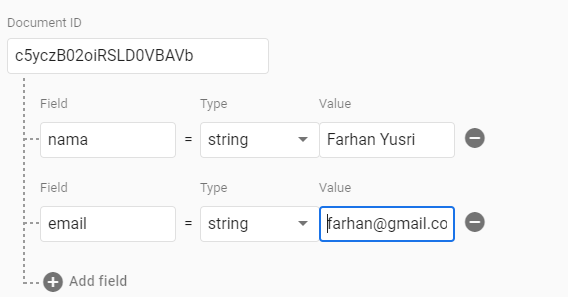 Document ID
c5yczB02oiRSLD0VBAVb
Field Type Value
nama = string Farhan Yusri
Field Type Value
email = string farhan@gmail.co
Add field